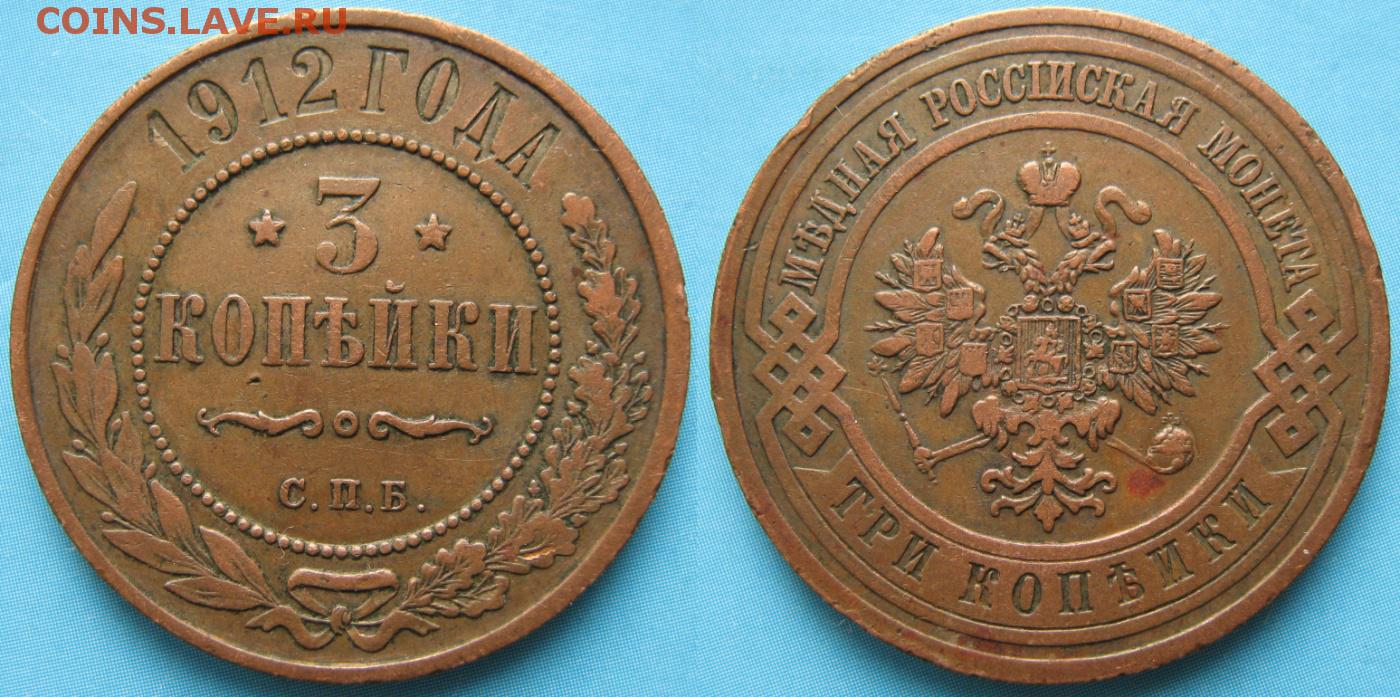 COINS.LAVE.RU
1912 ГОДА
3
КОПѢЙКИ
С.П.Б.
МѢДНАЯ РОССІЙСКАЯ МОНЕТА
ТРИ КОПѢЙКИ